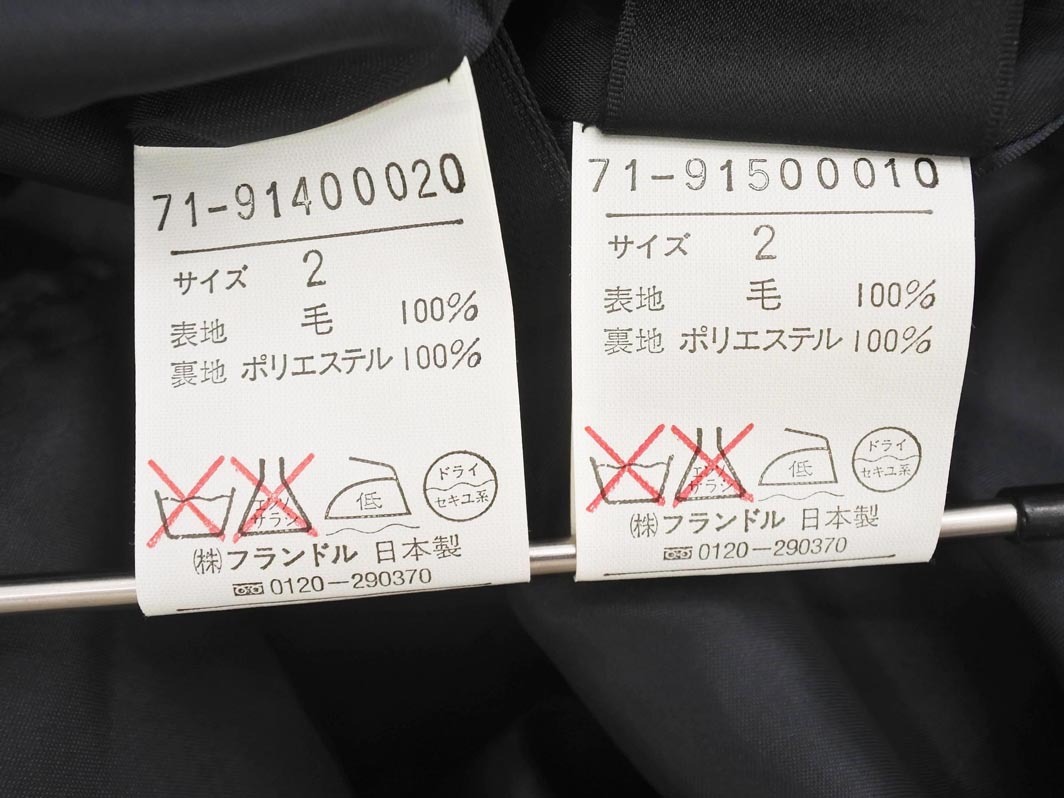 71-91400020
サイズ 2
表地 毛 100%
裏地 ポリエステル 100%
エンソ
サラシ
低
ドライ
セキユ系
(株)フランドル 日本製
0120-290370
71-91500010
サイズ 2
表地 毛 100%
裏地 ポリエステル 100%
エンソ
サラシ
低
ドライ
セキユ系
(株)フランドル 日本製
0120-290370